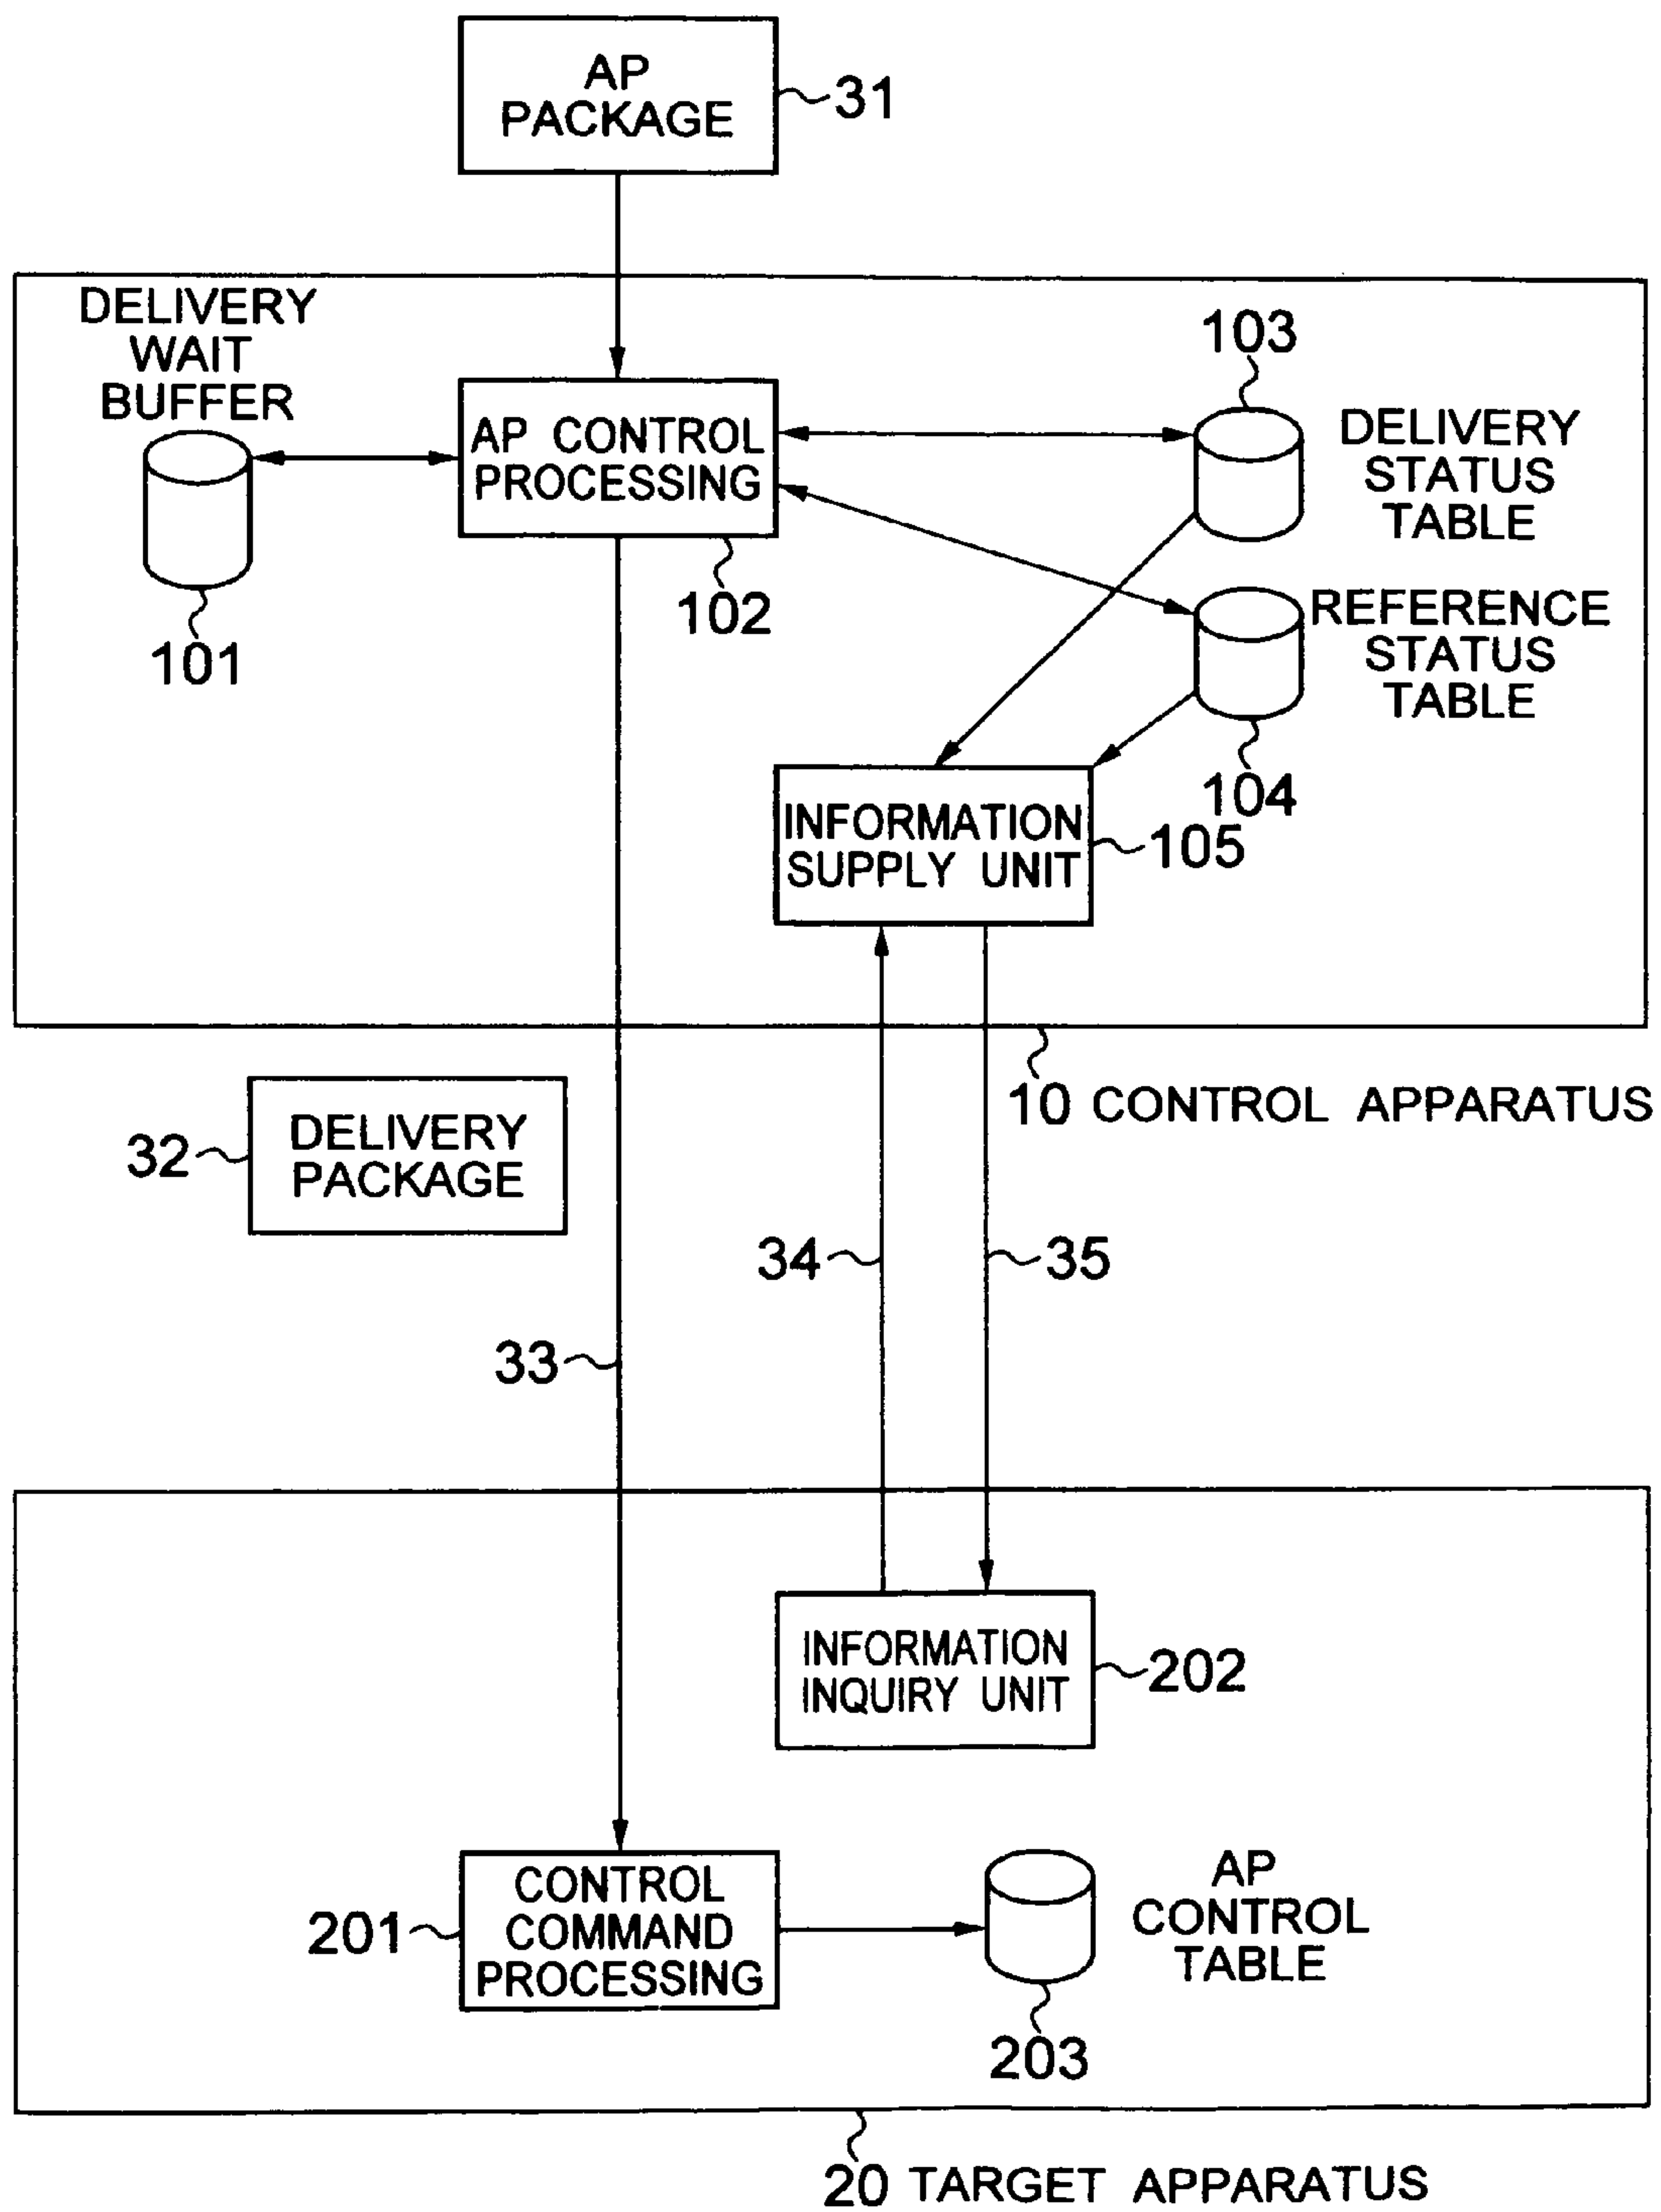 AP
PACKAGE
31
DELIVERY
WAIT
BUFFER
101
AP CONTROL
PROCESSING
102
103
DELIVERY
STATUS
TABLE
REFERENCE
STATUS
TABLE
104
INFORMATION
SUPPLY UNIT
105
10 CONTROL APPARATUS
32
DELIVERY
PACKAGE
34
35
33
INFORMATION
INQUIRY UNIT
202
201
CONTROL
COMMAND
PROCESSING
AP
CONTROL
TABLE
203
20 TARGET APPARATUS